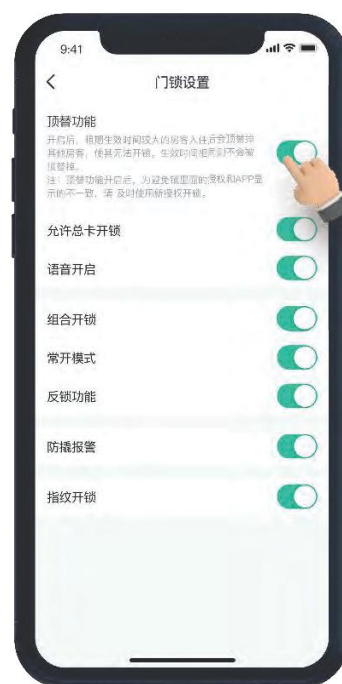 9:41
门锁设置
顶替功能
开启后，租期生效时间较大的房客入住后会顶替掉
其他房客，使其无法开锁，生效时间相同则不会被
顶替掉。
注：顶替功能开启后，为避免锁里面的授权和APP显
示的不一致，请 及时使用新授权开锁。
允许总卡开锁
语音开启
组合开锁
常开模式
反锁功能
防撬报警
指纹开锁